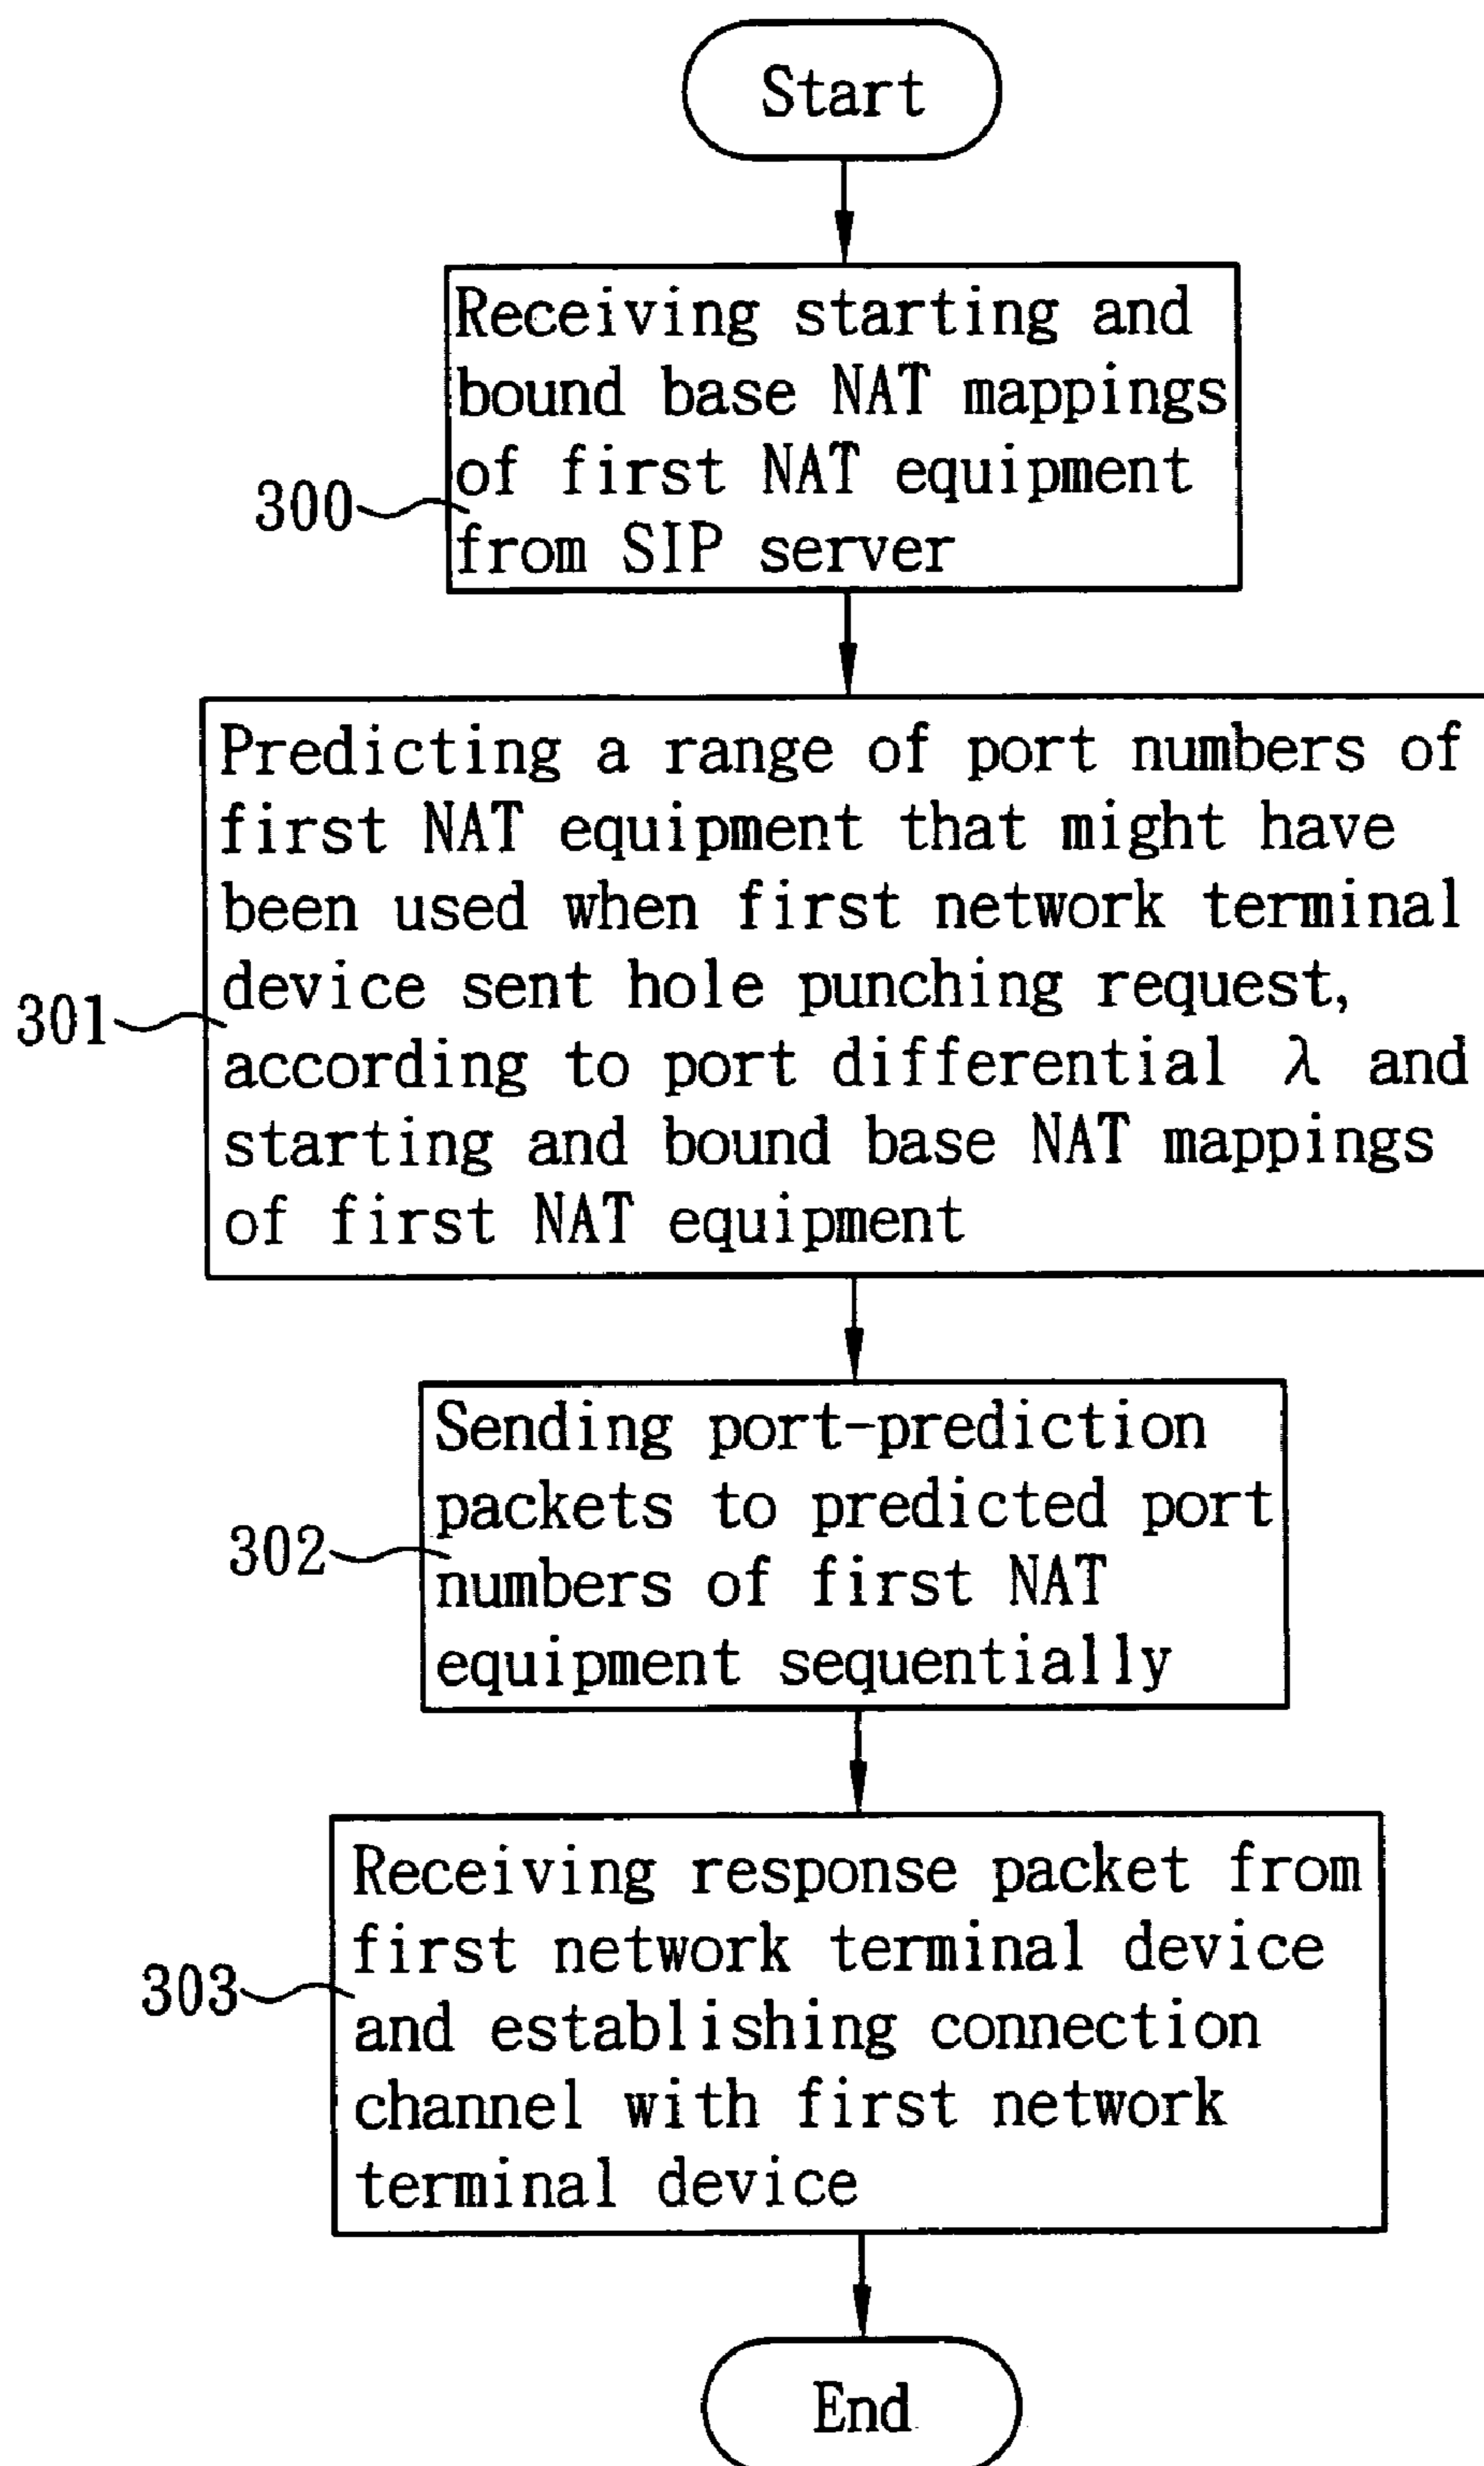 Start
Receiving starting and
bound base NAT mappings
of first NAT equipment
300
from SIP server
Predicting a range of port numbers of
first NAT equipment that might have
been used when first network terminal
device sent hole punching request,
301
according to port differential λ and
starting and bound base NAT mappings
of first NAT equipment
Sending port-prediction
packets to predicted port
302
numbers of first NAT
equipment sequentially
Receiving response packet from
first network terminal device
303
and establishing connection
channel with first network
terminal device
End